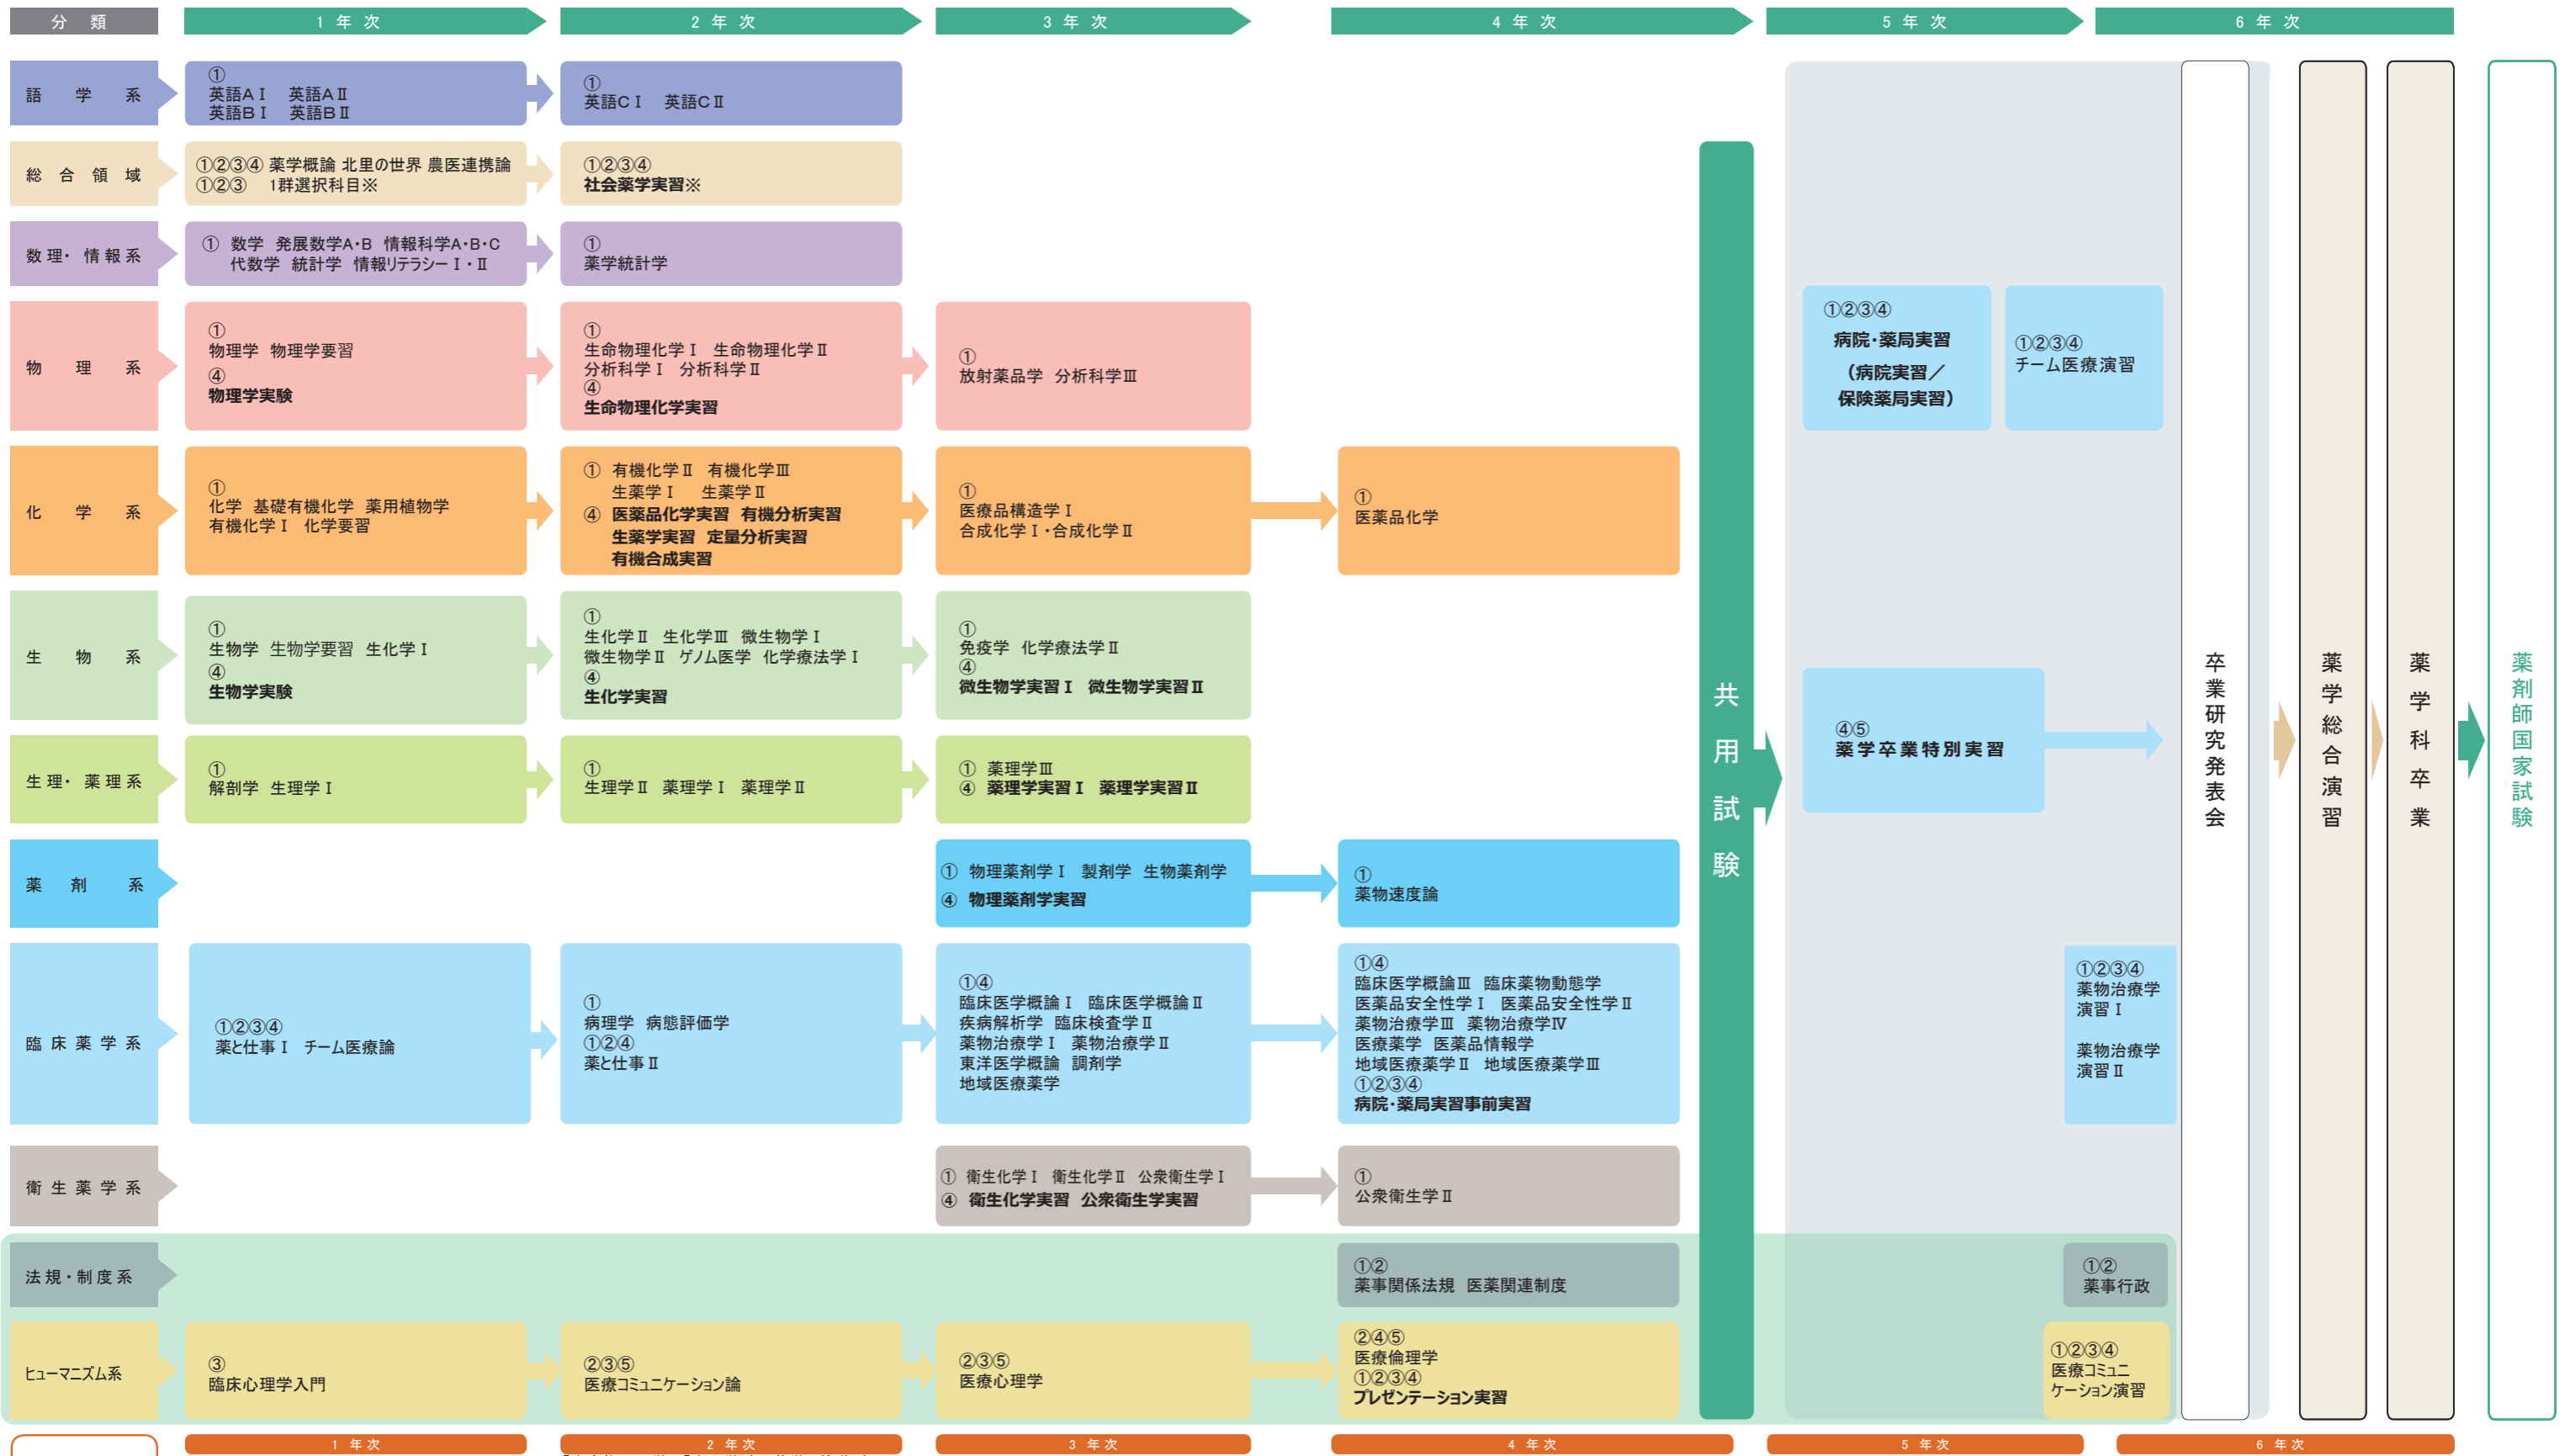 分類
1年次
2年次
3年次
4年次
5年次
6年次
語学系
①
英語AⅠ 英語AⅡ
英語BⅠ 英語BⅡ
①
英語CⅠ 英語CⅡ
総合領域
①②③④ 薬学概論 北里の世界 農医連携論
①②③ 1群選択科目※
①②③④
社会薬学実習※
数理・情報系
① 数学 発展数学A・B 情報科学A・B・C
代数学 統計学 情報リテラシーⅠ・Ⅱ
①
薬学統計学
物理系
①
物理学 物理学要習
④
物理学実験
①
生命物理化学Ⅰ 生命物理化学Ⅱ
分析科学Ⅰ 分析科学Ⅱ
④
生命物理化学実習
①
放射薬品学 分析科学Ⅲ
①②③④
病院・薬局実習
(病院実習/
保険薬局実習)
①②③④
チーム医療演習
化学系
①
化学 基礎有機化学 薬用植物学
有機化学Ⅰ 化学要習
① 有機化学Ⅱ 有機化学Ⅲ
生薬学Ⅰ 生薬学Ⅱ
④ 医薬品化学実習 有機分析実習
生薬学実習 定量分析実習
有機合成実習
①
医療品構造学Ⅰ
合成化学Ⅰ・合成化学Ⅱ
①
医薬品化学
生物系
①
生物学 生物学要習 生化学Ⅰ
④
生物学実験
①
生化学Ⅱ 生化学Ⅲ 微生物学Ⅰ
微生物学Ⅱ ゲノム医学 化学療法学Ⅰ
④
生化学実習
①
免疫学 化学療法学Ⅱ
④
微生物学実習Ⅰ 微生物学実習Ⅱ
生理・薬理系
①
解剖学 生理学Ⅰ
①
生理学Ⅱ 薬理学Ⅰ 薬理学Ⅱ
① 薬理学Ⅲ
④ 薬理学実習Ⅰ 薬理学実習Ⅱ
共用試験
④⑤
薬学卒業特別実習
卒業研究発表会
薬学総合演習
薬学科卒業
薬剤師国家試験
薬剤系
① 物理薬剤学Ⅰ 製剤学 生物薬剤学
④ 物理薬剤学実習
①
薬物速度論
臨床薬学系
①②③④
薬と仕事Ⅰ チーム医療論
①
病理学 病態評価学
①②④
薬と仕事Ⅱ
①④
臨床医学概論Ⅰ 臨床医学概論Ⅱ
疾病解析学 臨床検査学Ⅱ
薬物治療学Ⅰ 薬物治療学Ⅱ
東洋医学概論 調剤学
地域医療薬学
①④
臨床医学概論Ⅲ 臨床薬物動態学
医薬品安全性学Ⅰ 医薬品安全性学Ⅱ
薬物治療学Ⅲ 薬物治療学Ⅳ
医療薬学 医薬品情報学
地域医療薬学Ⅱ 地域医療薬学Ⅲ
①②③④
病院・薬局実習事前実習
①②③④
薬物治療学
演習Ⅰ
薬物治療学
演習Ⅱ
衛生薬学系
① 衛生化学Ⅰ 衛生化学Ⅱ 公衆衛生学Ⅰ
④ 衛生化学実習 公衆衛生学実習
①
公衆衛生学Ⅱ
法規・制度系
①②
薬事関係法規 医薬関連制度
①②
薬事行政
ヒューマニズム系
③
臨床心理学入門
②③⑤
医療コミュニケーション論
②③⑤
医療心理学
②④⑤
医療倫理学
①②③④
プレゼンテーション実習
①②③④
医療コミュニ
ケーション演習
1年次
2年次
3年次
4年次
5年次
6年次